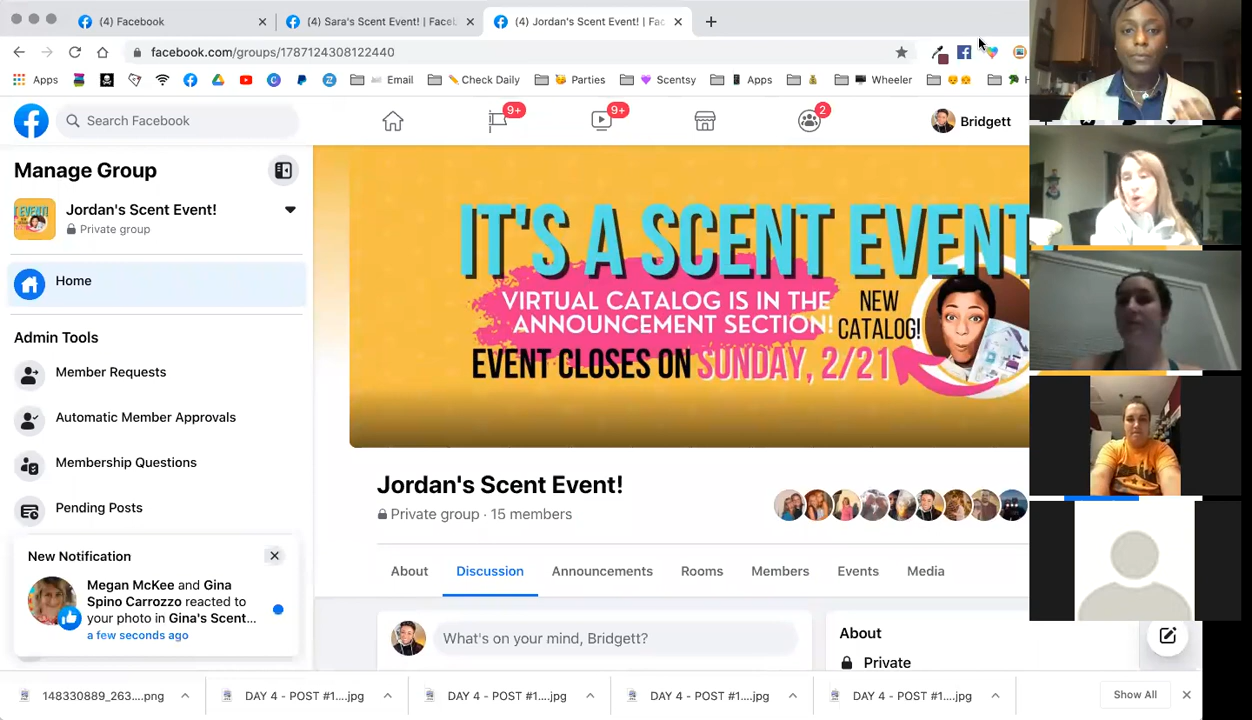 (4) Facebook
(4) Sara's Scent Event! | Faceb
(4) Jordan's Scent Event! | Fac
facebook.com/groups/1787124308122440
Apps
Email
Check Daily
Parties
Scentsy
Apps
Wheeler
Search Facebook
9+
9+
2
Bridgett
Manage Group
Jordan's Scent Event!
Private group
Home
Admin Tools
Member Requests
Automatic Member Approvals
Membership Questions
Pending Posts
New Notification
Megan McKee and Gina
Spino Carrozzo reacted to
your photo in Gina's Scent...
a few seconds ago
IT'S A SCENT EVENT
VIRTUAL CATALOG IS IN THE
ANNOUNCEMENT SECTION!
NEW
CATALOG!
EVENT CLOSES ON SUNDAY, 2/21
Jordan's Scent Event!
Private group · 15 members
About
Discussion
Announcements
Rooms
Members
Events
Media
What's on your mind, Bridgett?
About
Private
148330889_263....png
DAY 4 - POST #1....jpg
DAY 4 - POST #1....jpg
DAY 4 - POST #1....jpg
DAY 4 - POST #1....jpg
Show All